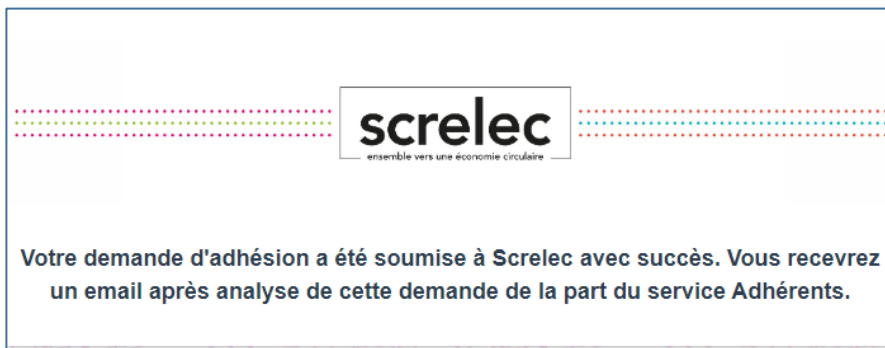 screlec
ensemble vers une économie circulaire
Votre demande d'adhésion a été soumise à Screlec avec succès. Vous recevrez
un email après analyse de cette demande de la part du service Adhérents.